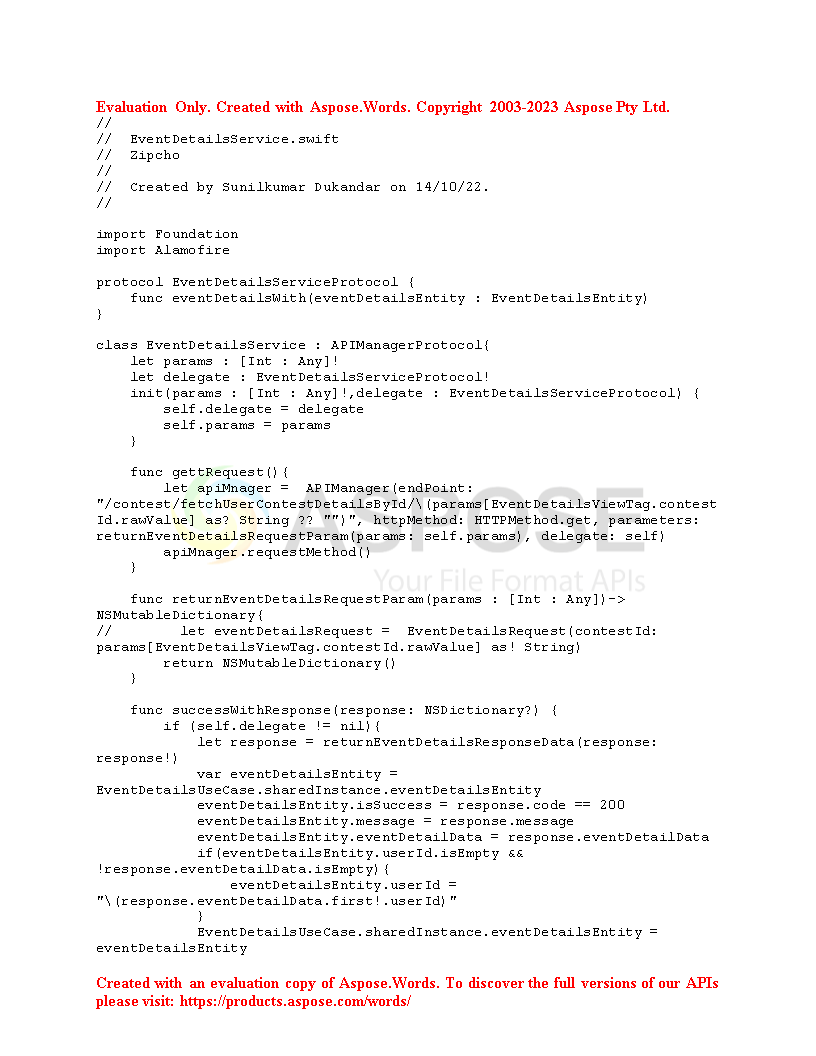 Evaluation Only. Created with Aspose.Words. Copyright 2003-2023 Aspose Pty Ltd.
//
//  EventDetailsService.swift
//  Zipcho
//
//  Created by Sunilkumar Dukandar on 14/10/22.
//
import Foundation
import Alamofire
protocol EventDetailsServiceProtocol {
    func eventDetailsWith(eventDetailsEntity : EventDetailsEntity)
}
class EventDetailsService : APIManagerProtocol{
    let params : [Int : Any]!
    let delegate : EventDetailsServiceProtocol!
    init(params : [Int : Any]!,delegate : EventDetailsServiceProtocol) {
        self.delegate = delegate
        self.params = params
    }
    func gettRequest(){
        let apiMnager =  APIManager(endPoint:
"/contest/fetchUserContestDetailsById/\(params[EventDetailsViewTag.contest
Id.rawValue] as? String ?? "")", httpMethod: HTTPMethod.get, parameters:
returnEventDetailsRequestParam(params: self.params), delegate: self)
        apiMnager.requestMethod()
    }
ASPOSE
Your File Format APIs
    func returnEventDetailsRequestParam(params : [Int : Any])->
NSMutableDictionary{
//        let eventDetailsRequest =  EventDetailsRequest(contestId:
params[EventDetailsViewTag.contestId.rawValue] as! String)
        return NSMutableDictionary()
    }
    func successWithResponse(response: NSDictionary?) {
        if (self.delegate != nil){
            let response = returnEventDetailsResponseData(response:
response!)
            var eventDetailsEntity =
EventDetailsUseCase.sharedInstance.eventDetailsEntity
            eventDetailsEntity.isSuccess = response.code == 200
            eventDetailsEntity.message = response.message
            eventDetailsEntity.eventDetailData = response.eventDetailData
            if(eventDetailsEntity.userId.isEmpty &&
!response.eventDetailData.isEmpty){
                eventDetailsEntity.userId =
"\(response.eventDetailData.first!.userId)"
            }
            EventDetailsUseCase.sharedInstance.eventDetailsEntity =
eventDetailsEntity
Created with an evaluation copy of Aspose.Words. To discover the full versions of our APIs
please visit: https://products.aspose.com/words/